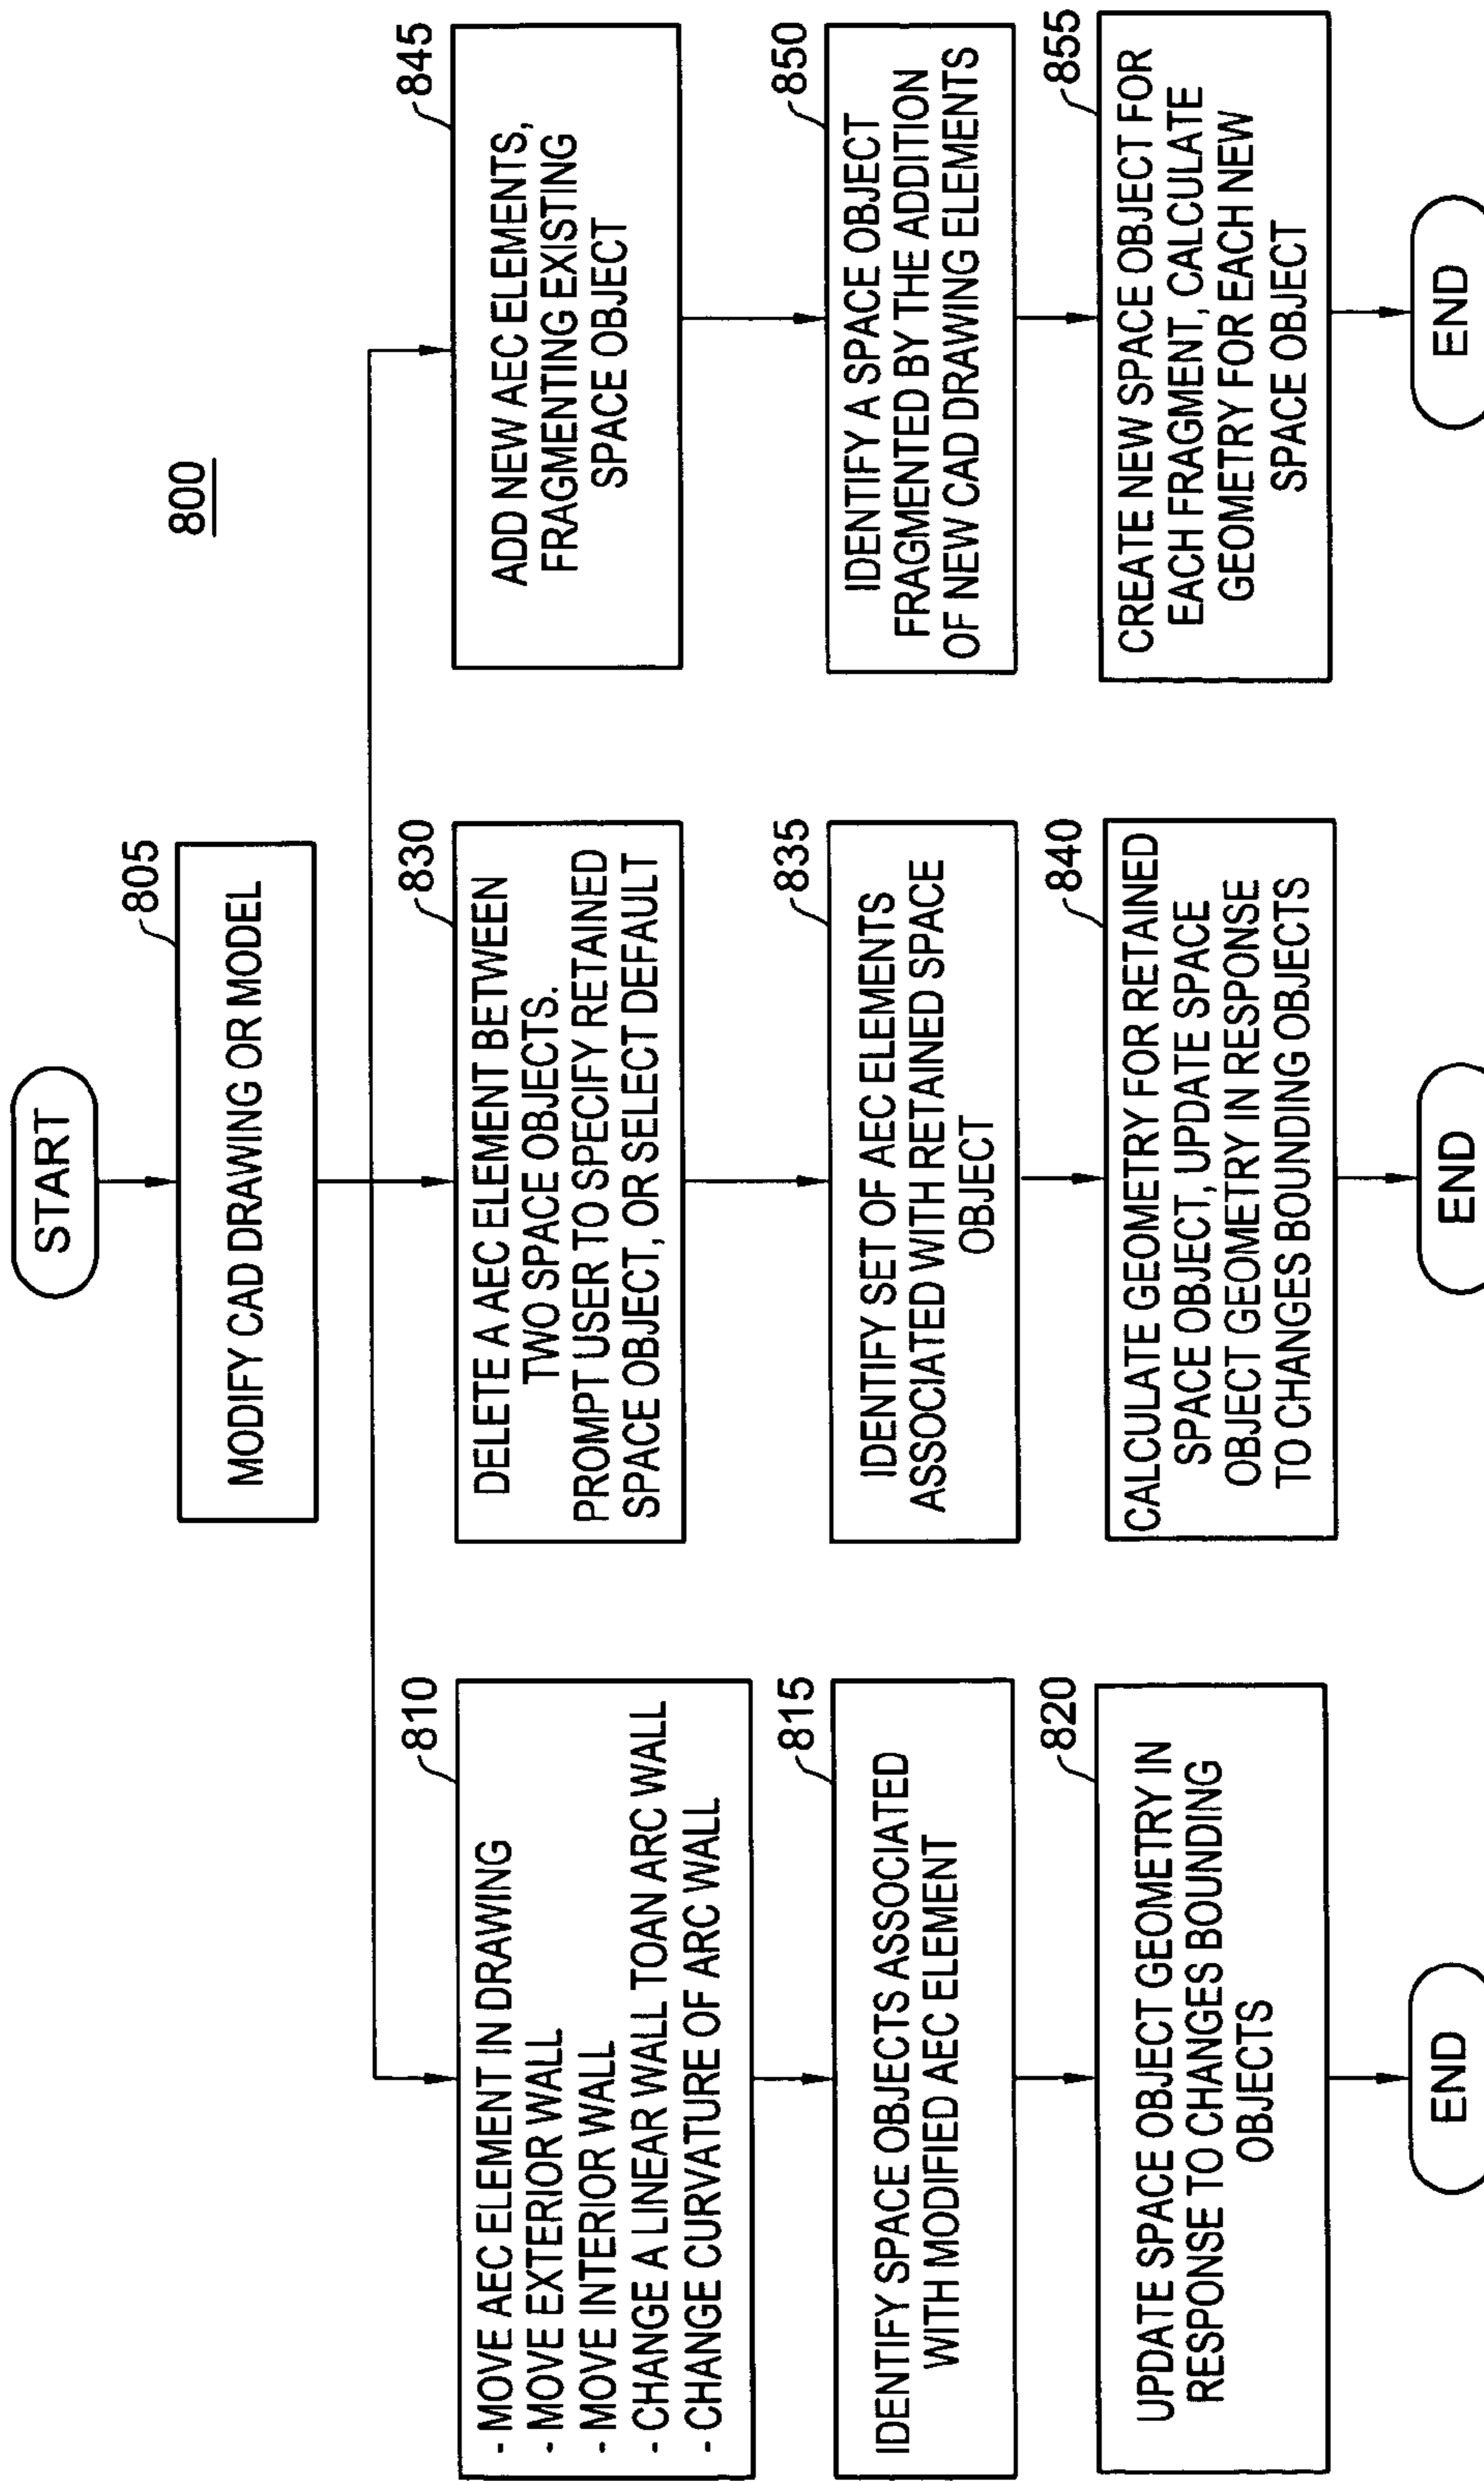 800
START
805
MODIFY CAD DRAWING OR MODEL
810
- MOVE AEC ELEMENT IN DRAWING
- MOVE EXTERIOR WALL
- MOVE INTERIOR WALL
- CHANGE A LINEAR WALL TOAN ARC WALL
- CHANGE CURVATURE OF ARC WALL
815
IDENTIFY SPACE OBJECTS ASSOCIATED
WITH MODIFIED AEC ELEMENT
820
UPDATE SPACE OBJECT GEOMETRY IN
RESPONSE TO CHANGES BOUNDING
OBJECTS
END
830
DELETE A AEC ELEMENT BETWEEN
TWO SPACE OBJECTS.
PROMPT USER TO SPECIFY RETAINED
SPACE OBJECT, OR SELECT DEFAULT
835
IDENTIFY SET OF AEC ELEMENTS
ASSOCIATED WITH RETAINED SPACE
OBJECT
840
CALCULATE GEOMETRY FOR RETAINED
SPACE OBJECT, UPDATE SPACE
OBJECT GEOMETRY IN RESPONSE
TO CHANGES BOUNDING OBJECTS
END
845
ADD NEW AEC ELEMENTS,
FRAGMENTING EXISTING
SPACE OBJECT
850
IDENTIFY A SPACE OBJECT
FRAGMENTED BY THE ADDITION
OF NEW CAD DRAWING ELEMENTS
855
CREATE NEW SPACE OBJECT FOR
EACH FRAGMENT, CALCULATE
GEOMETRY FOR EACH NEW
SPACE OBJECT
END